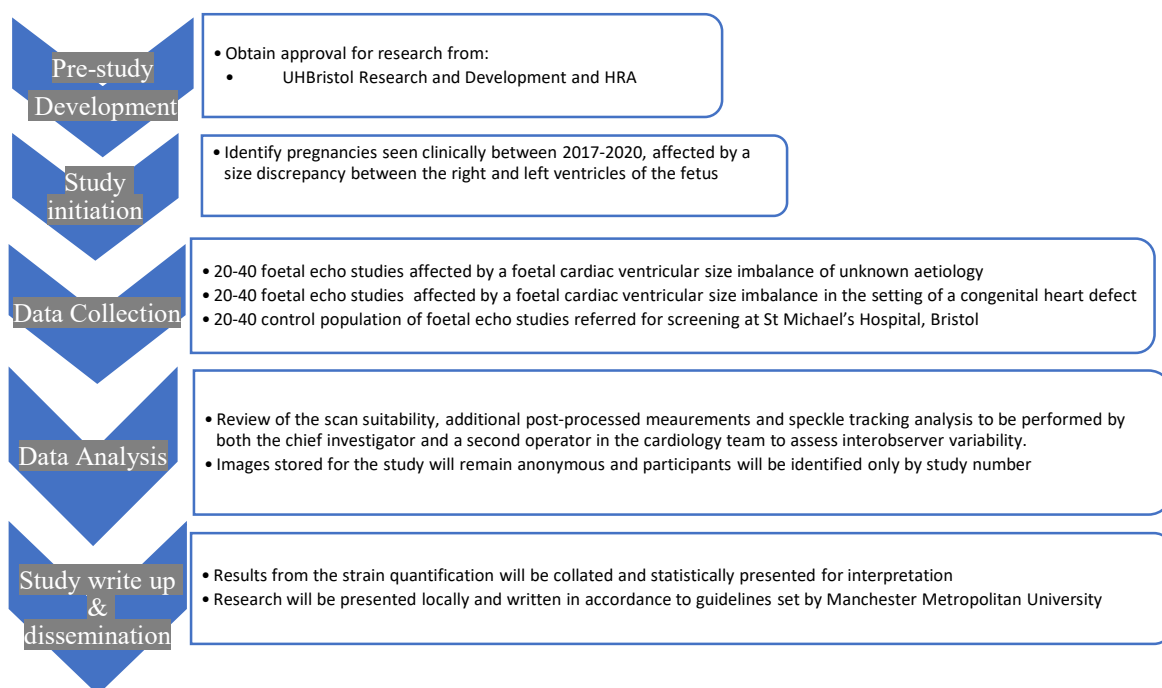 Pre-study
Development
• Obtain approval for research from:
• UHBristol Research and Development and HRA
Study
initiation
• Identify pregnancies seen clinically between 2017-2020, affected by a
size discrepancy between the right and left ventricles of the fetus
Data Collection
• 20-40 foetal echo studies affected by a foetal cardiac ventricular size imbalance of unknown aetiology
• 20-40 foetal echo studies affected by a foetal cardiac ventricular size imbalance in the setting of a congenital heart defect
• 20-40 control population of foetal echo studies referred for screening at St Michael's Hospital, Bristol
Data Analysis
• Review of the scan suitability, additional post-processed meaurements and speckle tracking analysis to be performed by
both the chief investigator and a second operator in the cardiology team to assess interobserver variability.
• Images stored for the study will remain anonymous and participants will be identified only by study number
Study write up
&
dissemination
• Results from the strain quantification will be collated and statistically presented for interpretation
• Research will be presented locally and written in accordance to guidelines set by Manchester Metropolitan University